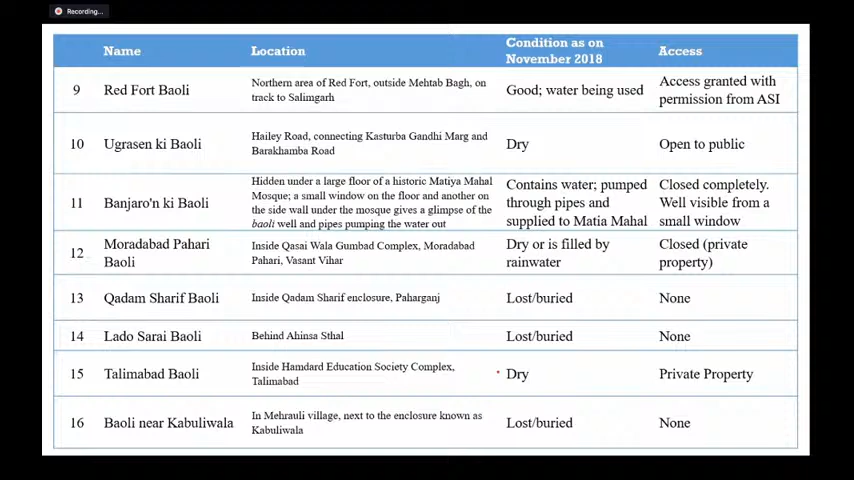 Recording...
Name
Location
Condition as on
November 2018
Access
9
Red Fort Baoli
Northern area of Red Fort, outside Mehtab Bagh, on
track to Salimgarh
Good; water being used
Access granted with
permission from ASI
10
Ugrasen ki Baoli
Hailey Road, connecting Kasturba Gandhi Marg and
Barakhamba Road
Dry
Open to public
11
Banjaro'n ki Baoli
Hidden under a large floor of a historic Matiya Mahal
Mosque; a small window on the floor and another on
the side wall under the mosque gives a glimpse of the
baoli well and pipes pumping the water out
Contains water; pumped
through pipes and
supplied to Matia Mahal
Closed completely.
Well visible from a
small window
12
Moradabad Pahari
Baoli
Inside Qasai Wala Gumbad Complex, Moradabad
Pahari, Vasant Vihar
Dry or is filled by
rainwater
Closed (private
property)
13
Qadam Sharif Baoli
Inside Qadam Sharif enclosure, Paharganj
Lost/buried
None
14
Lado Sarai Baoli
Behind Ahinsa Sthal
Lost/buried
None
15
Talimabad Baoli
Inside Hamdard Education Society Complex,
Talimabad
Dry
Private Property
16
Baoli near Kabuliwala
In Mehrauli village, next to the enclosure known as
Kabuliwala
Lost/buried
None